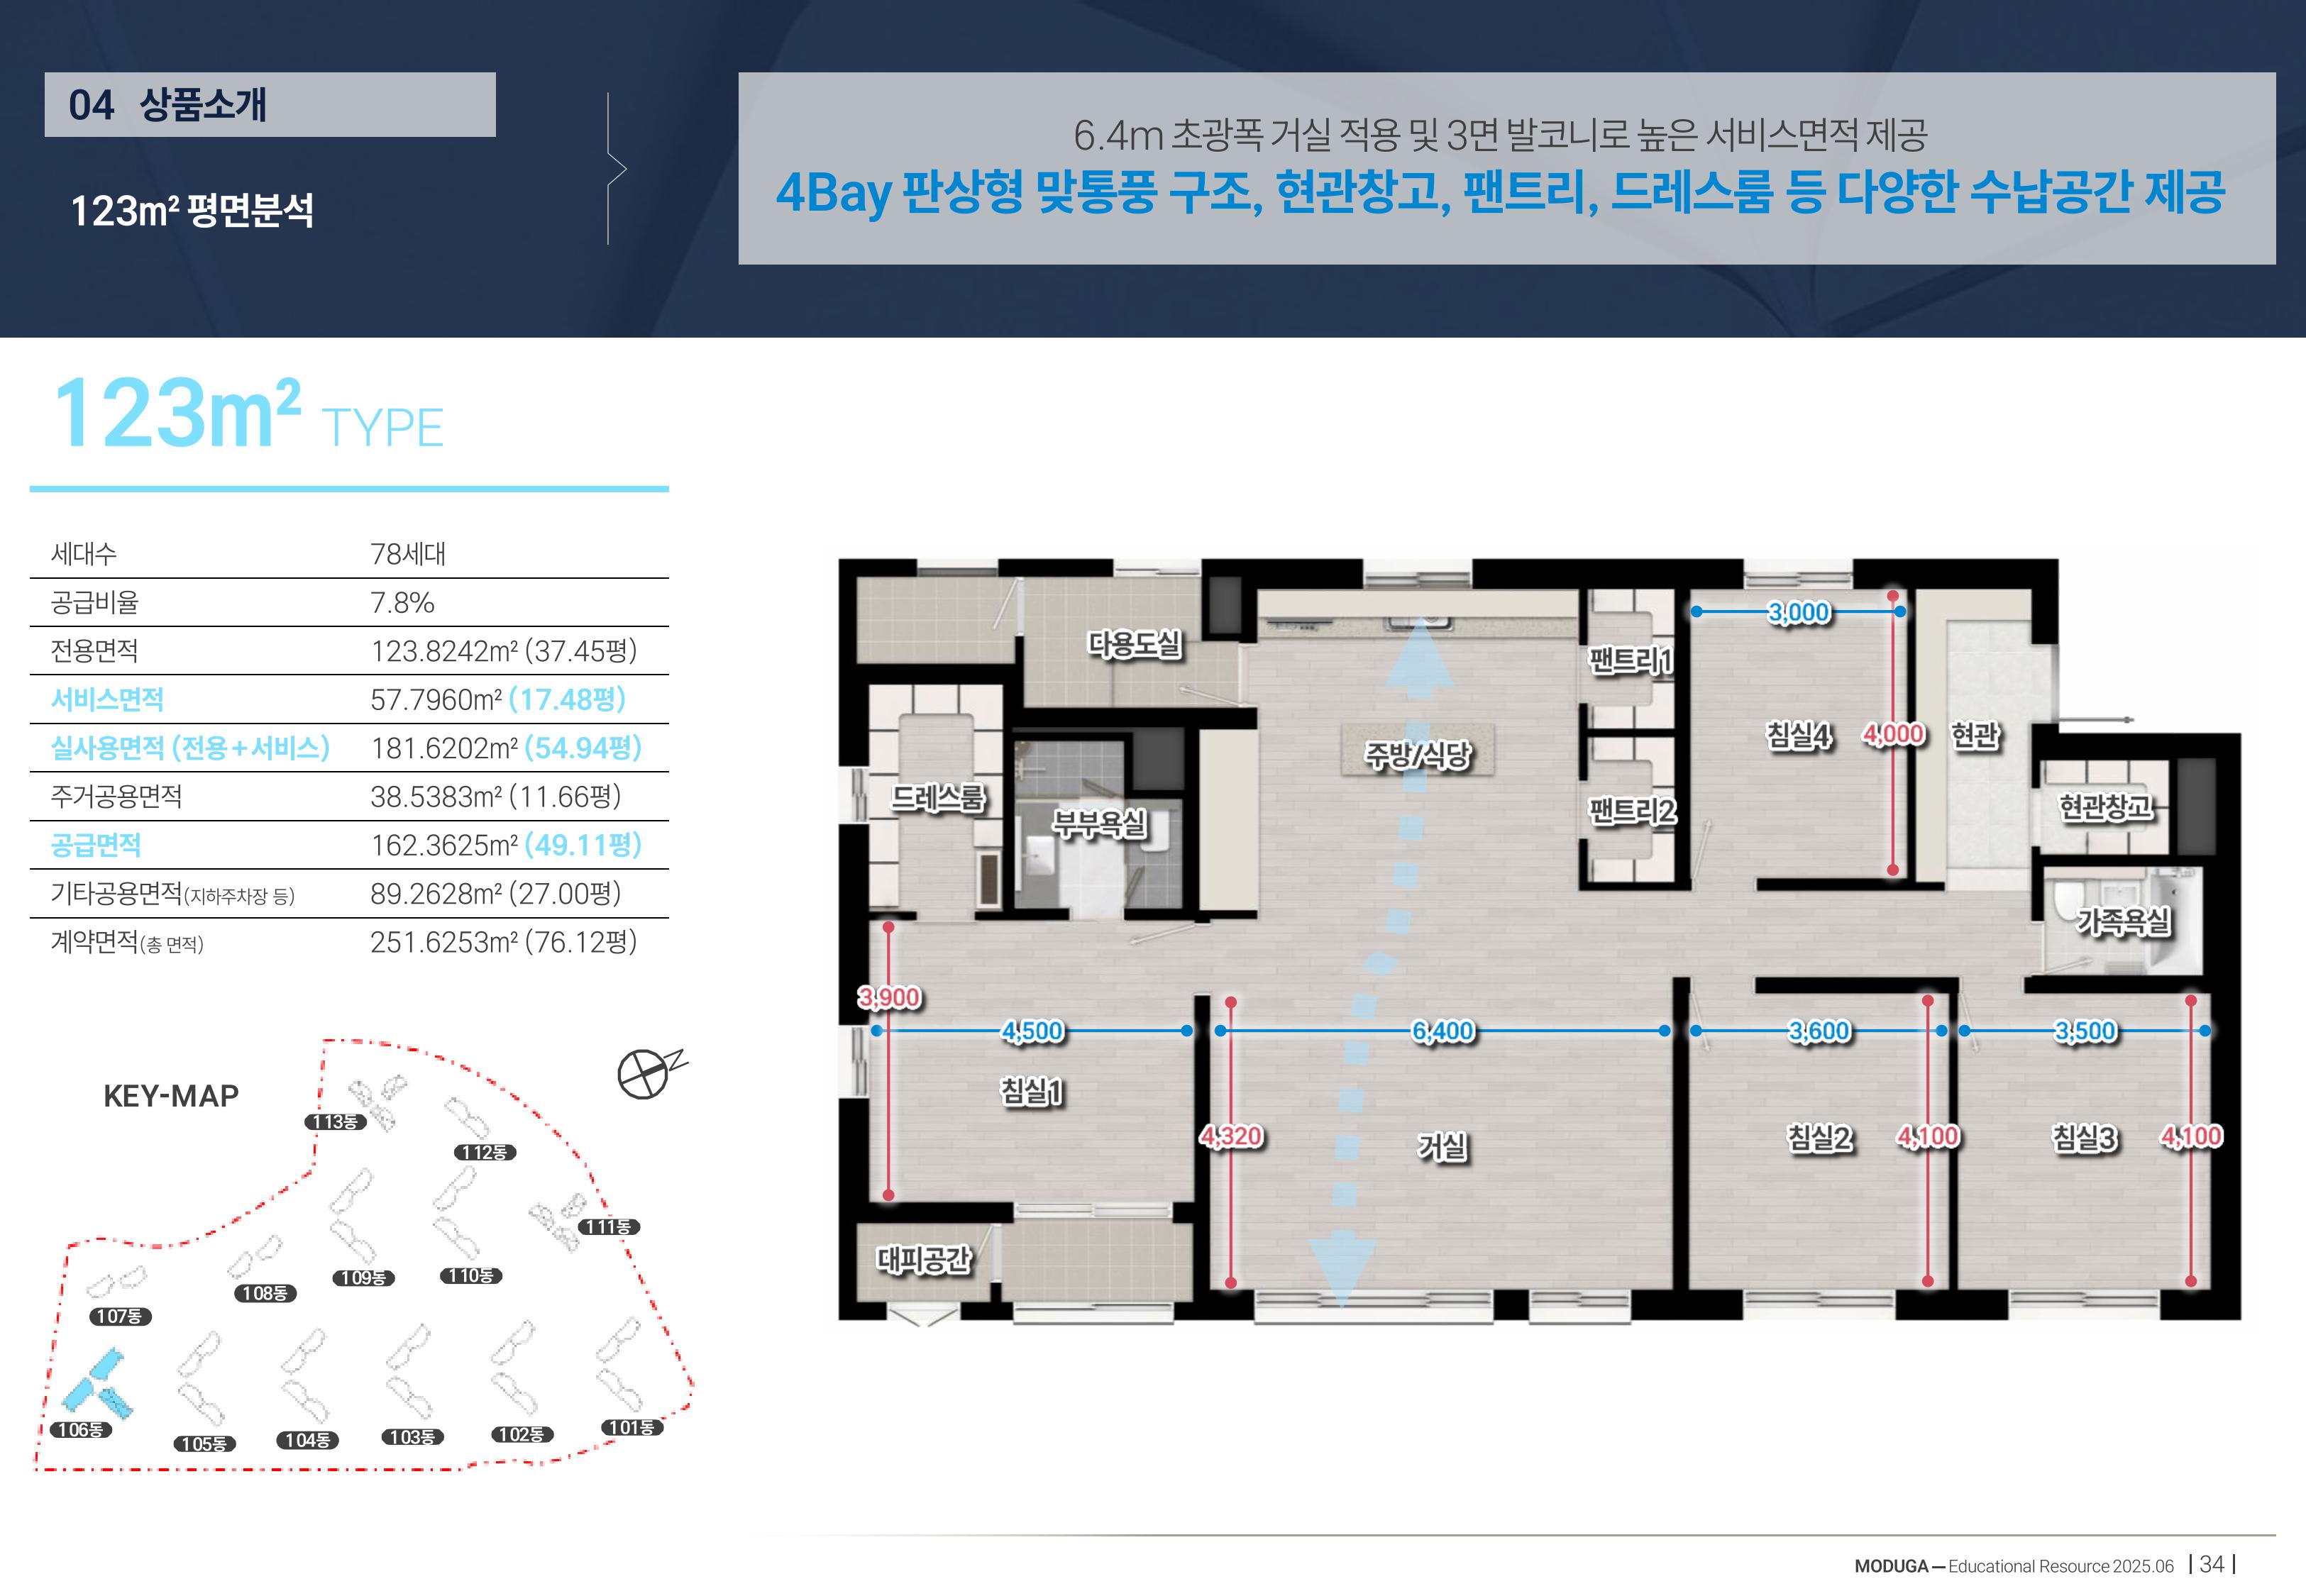 04 상품소개
123m² 평면분석
6.4m 초광폭 거실 적용 및 3면 발코니로 높은 서비스면적 제공
4Bay 판상형 맞통풍 구조, 현관창고, 팬트리, 드레스룸 등 다양한 수납공간 제공
123m² TYPE
세대수 78세대
공급비율 7.8%
전용면적 123.8242m² (37.45평)
서비스면적 57.7960m² (17.48평)
실사용면적 (전용+서비스) 181.6202m² (54.94평)
주거공용면적 38.5383m² (11.66평)
공급면적 162.3625m² (49.11평)
기타공용면적(지하주차장 등) 89.2628m² (27.00평)
계약면적(총 면적) 251.6253m² (76.12평)
KEY-MAP
N
113동
112동
111동
109동
110동
108동
107동
106동
105동
104동
103동
102동
101동
다용도실
팬트리1
3,000
주방/식당
침실4
4,000
현관
드레스룸
부부욕실
팬트리2
현관창고
가족욕실
3,900
4,500
6,400
3,600
3,500
침실1
4,320
거실
침실2
4,100
침실3
4,100
대피공간
MODUGA — Educational Resource 2025.06 | 34 |